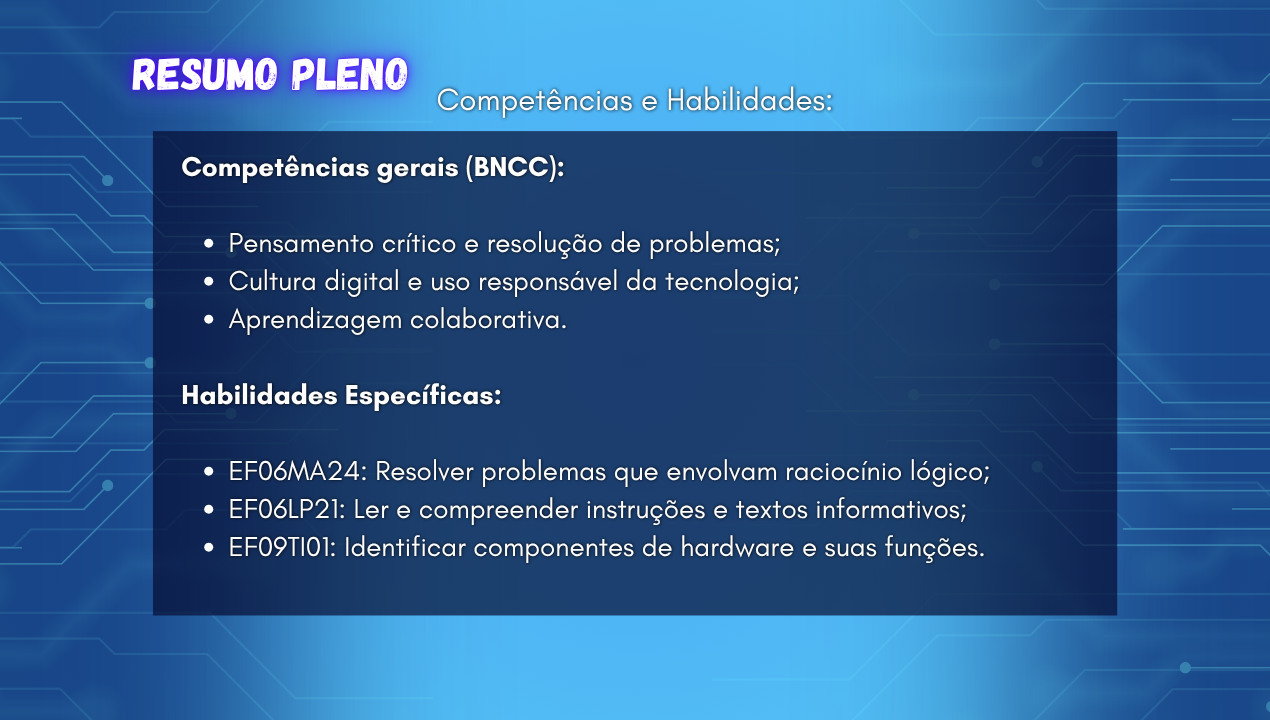 RESUMO PLENO
Competências e Habilidades:
Competências gerais (BNCC):
• Pensamento crítico e resolução de problemas;
• Cultura digital e uso responsável da tecnologia;
• Aprendizagem colaborativa.
Habilidades Específicas:
• EF06MA24: Resolver problemas que envolvam raciocínio lógico;
• EF06LP21: Ler e compreender instruções e textos informativos;
• EF09TI01: Identificar componentes de hardware e suas funções.